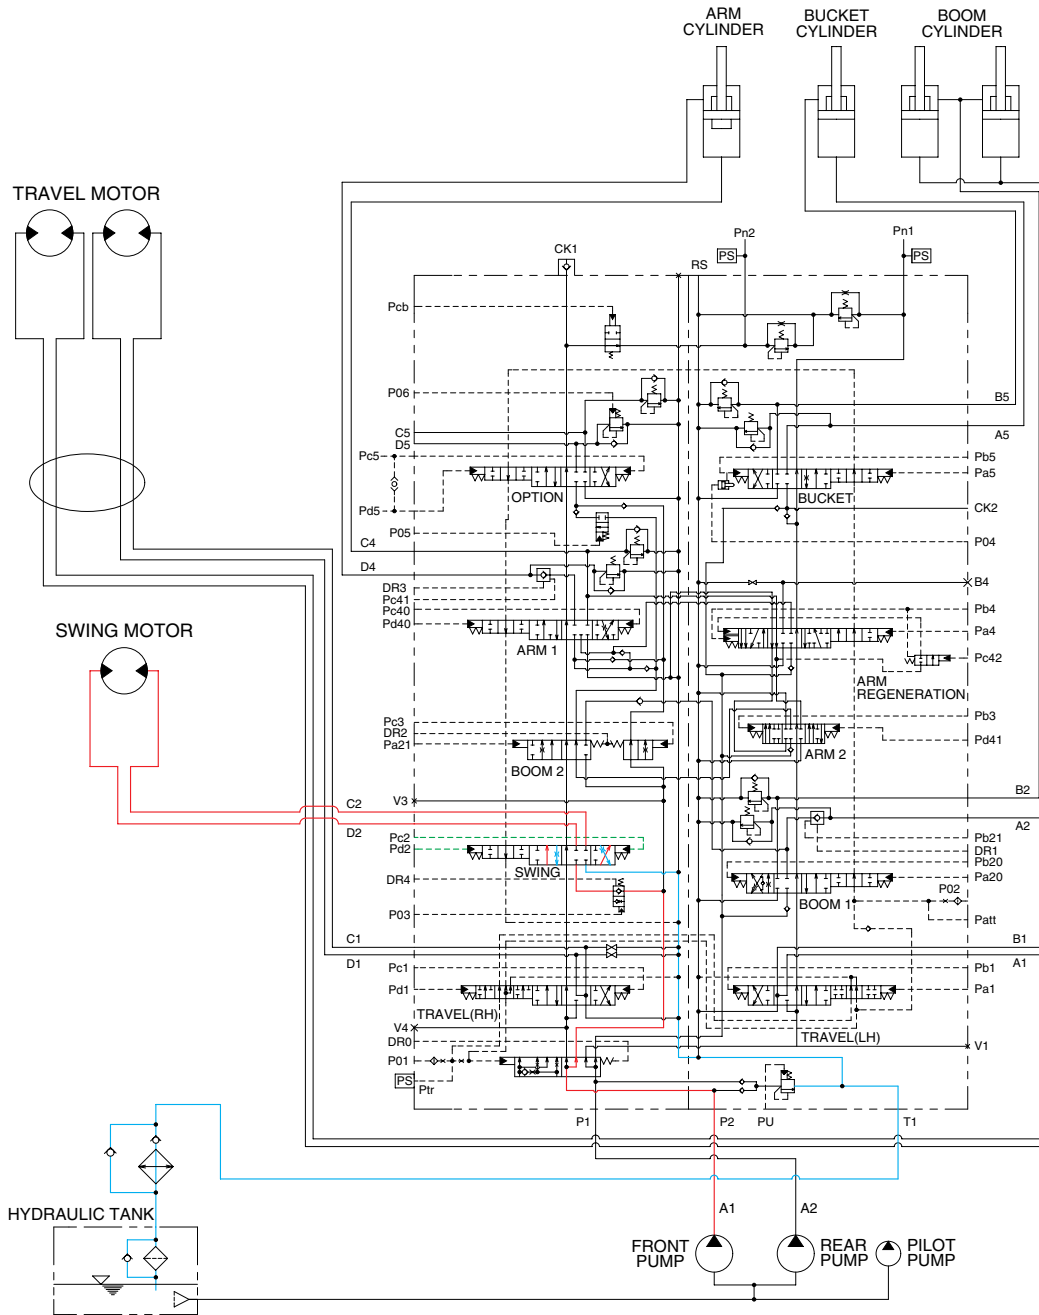 ARM
CYLINDER
BUCKET
CYLINDER
BOOM
CYLINDER
TRAVEL MOTOR
Pn2
Pn1
CK1
PS
RS
PS
Pcb
P06
B5
C5
D5
A5
Pc5
Pb5
Pa5
OPTION
BUCKET
CK2
Pd5
P05
P04
C4
D4
DR3
B4
Pc41
Pc40
Pb4
Pd40
Pa4
SWING MOTOR
ARM 1
Pc42
ARM
REGENERATION
Pc3
Pb3
DR2
Pa21
Pd41
BOOM 2
ARM 2
V3
B2
C2
D2
A2
Pc2
Pb21
Pd2
DR1
Pb20
SWING
Pa20
DR4
BOOM 1
P02
P03
Patt
C1
B1
D1
A1
Pc1
Pb1
Pd1
Pa1
TRAVEL(RH)
V4
TRAVEL(LH)
DR0
V1
P01
PS
Ptr
P1
P2
PU
T1
HYDRAULIC TANK
A1
A2
FRONT
PUMP
REAR
PUMP
PILOT
PUMP